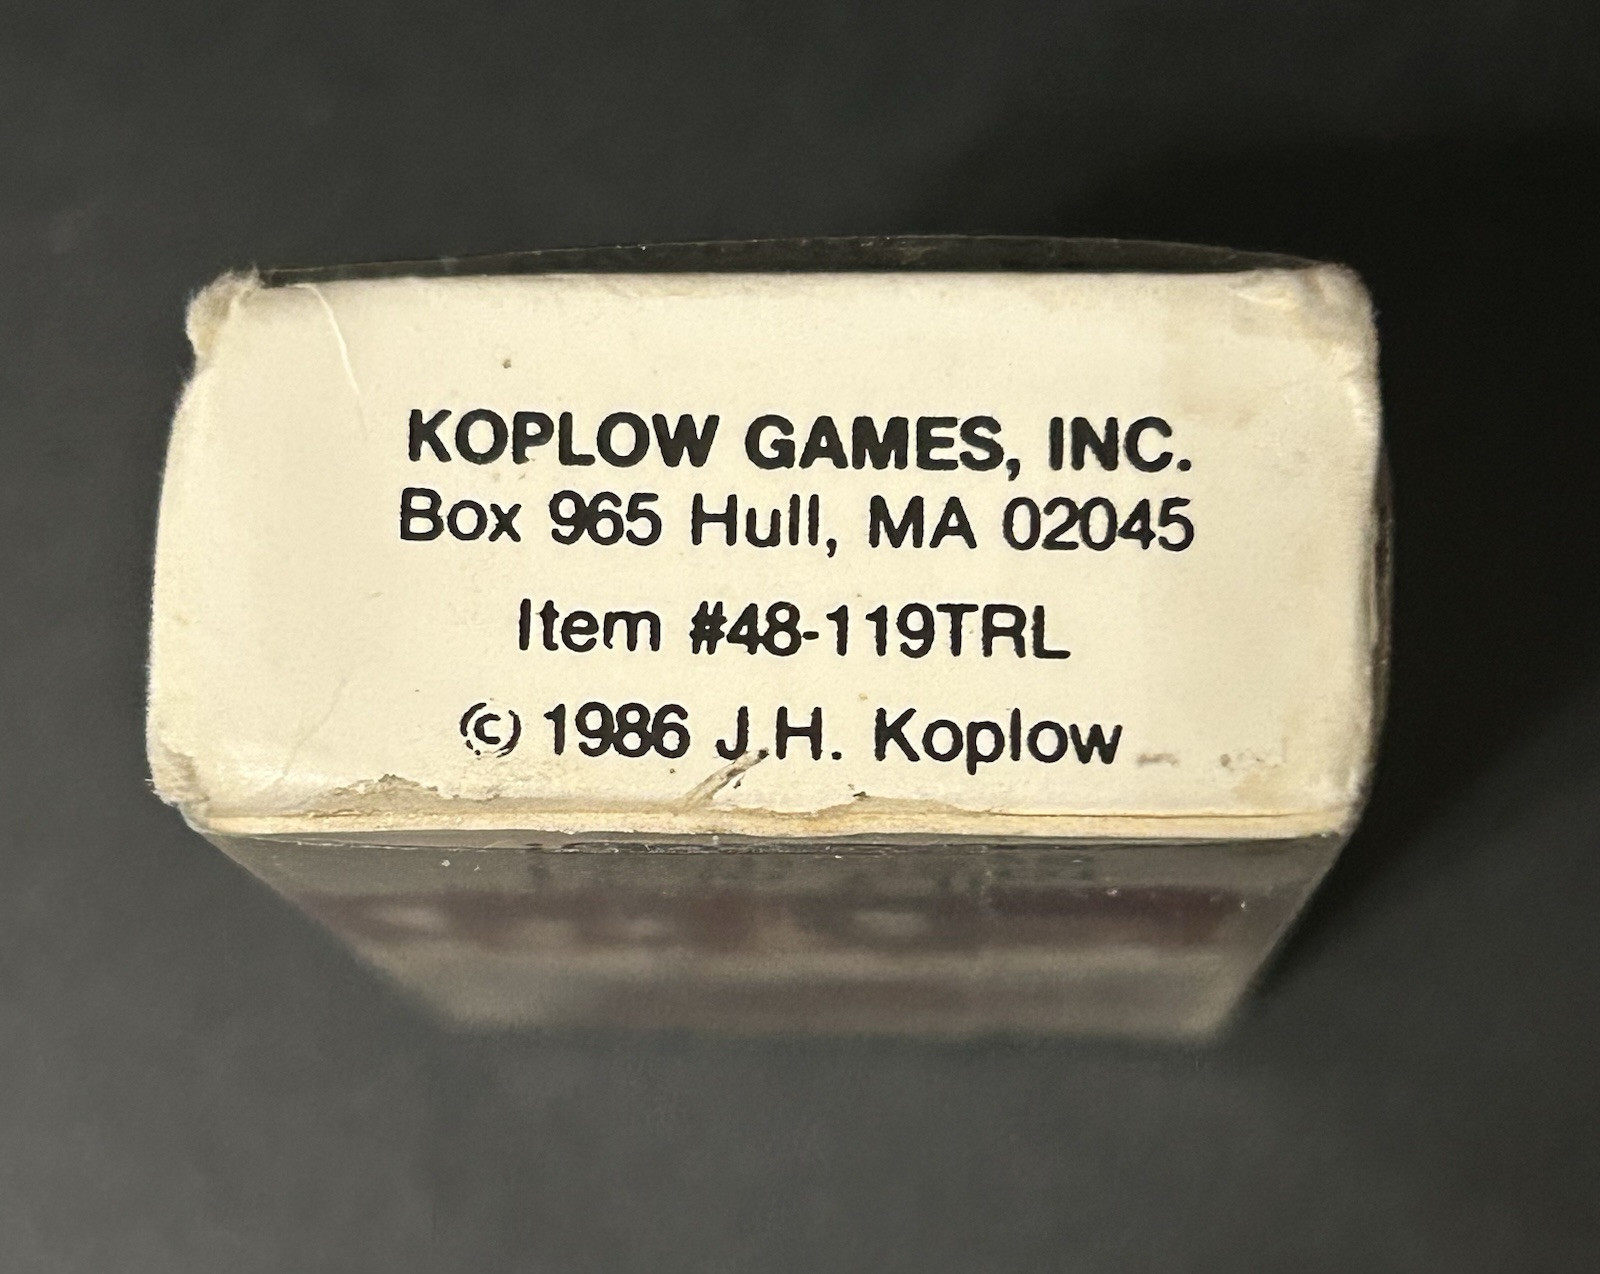 KOPLOW GAMES, INC.
Box 965 Hull, MA 02045
Item #48-119TRL
© 1986 J.H. Koplow